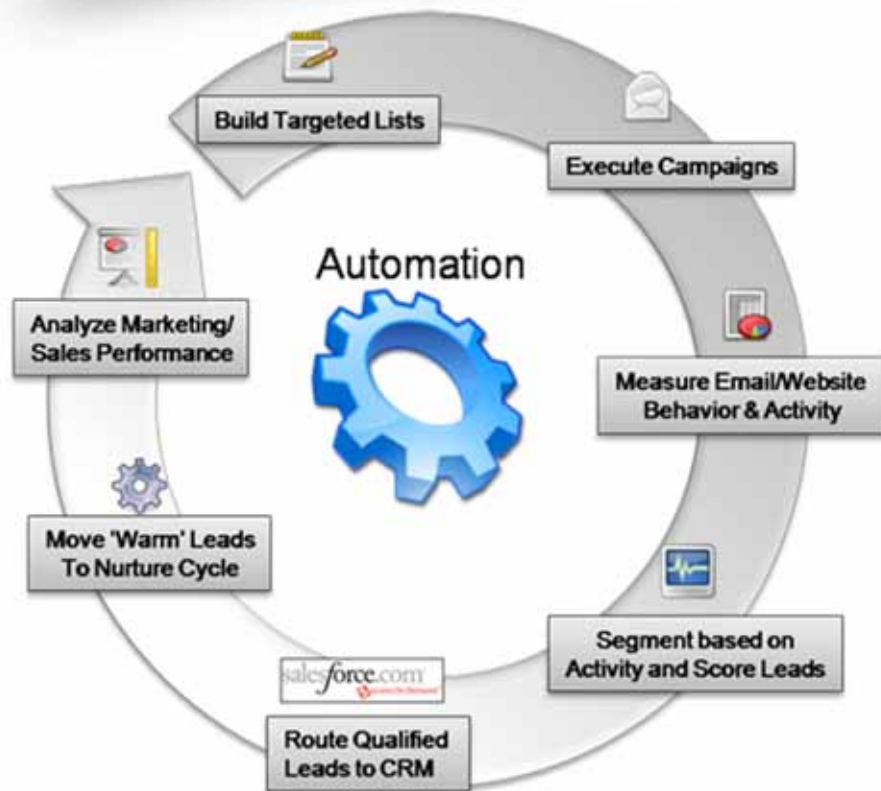 Build Targeted Lists
Execute Campaigns
Automation
Analyze Marketing/
Sales Performance
Measure Email/Website
Behavior & Activity
Move 'Warm' Leads
To Nurture Cycle
Segment based on
Activity and Score Leads
salesforce.com
Route Qualified
Leads to CRM